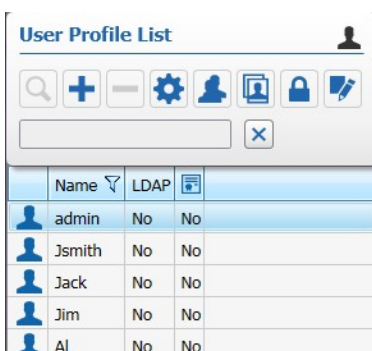 User Profile List
Name LDAP
admin No No
Jsmith No No
Jack No No
Jim No No
Al No No